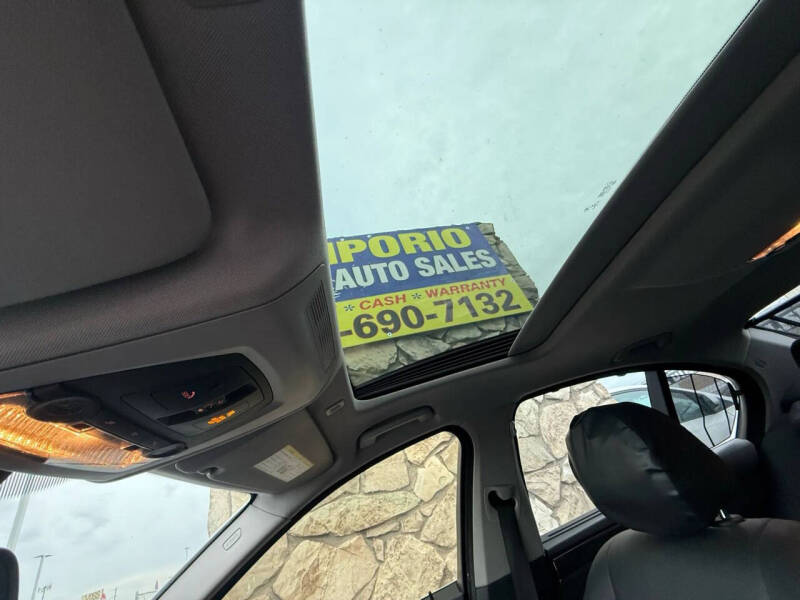 IPORIO
AUTO SALES
* CASH * WARRANTY
-690-7132